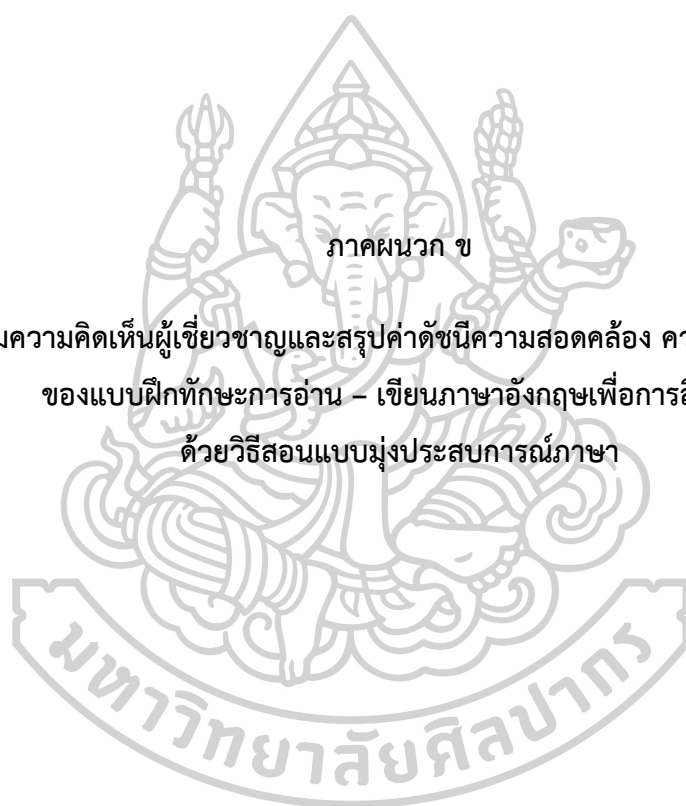 ภาคผนวก ข
ความคิดเห็นผู้เชี่ยวชาญและสรุปค่าดัชนีความสอดคล้อง
ของแบบฝึกทักษะการอ่าน – เขียนภาษาอังกฤษเพื่อการ
ด้วยวิธีสอนแบบมุ่งประสบการณ์ภาษา
มหาวิทยาลัยศิลปากร